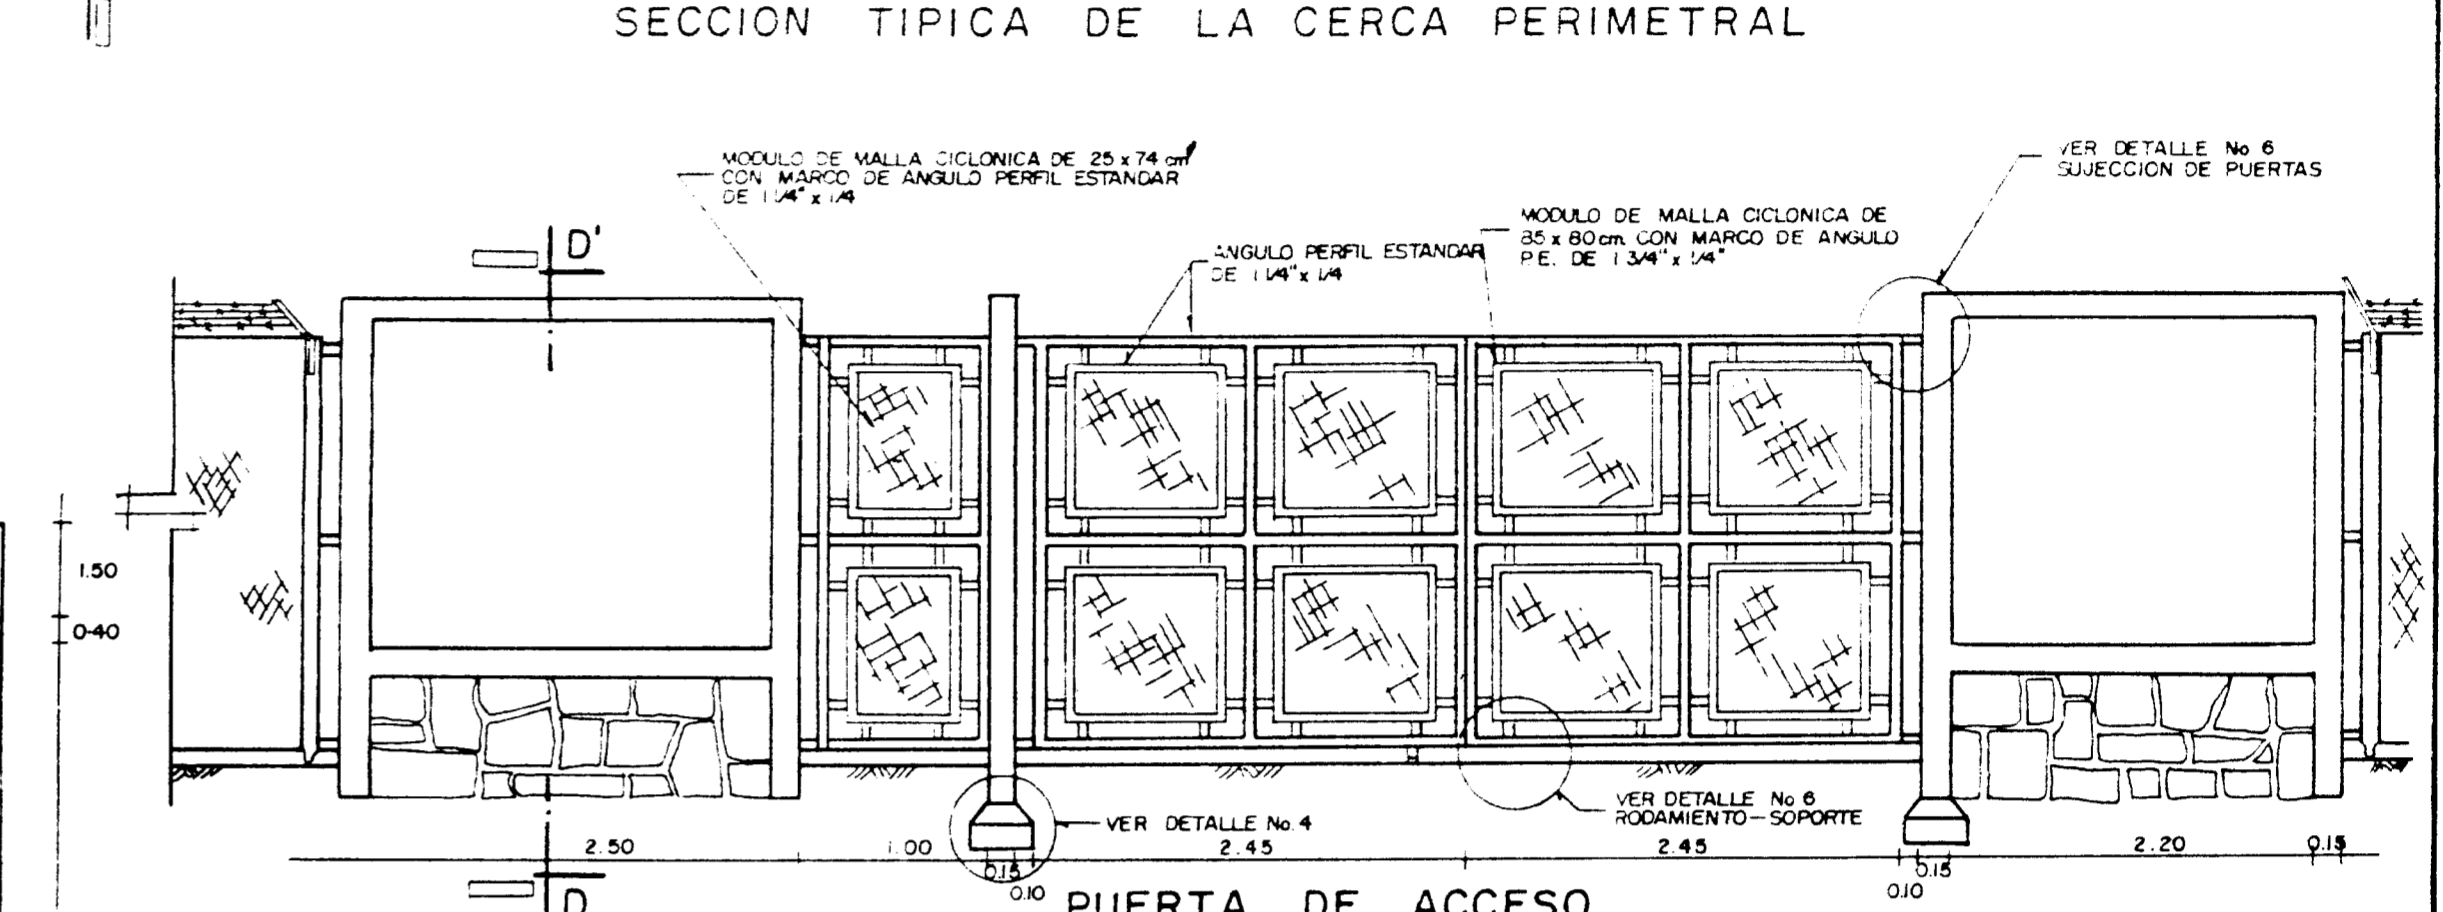 SECCION TIPICA DE LA CERCA PERIMETRAL
MODULO DE MALLA CICLONICA DE 25 x 74 cm
CON MARCO DE ANGULO PERFIL ESTANDAR
DE 1 1/4" x 1/4
VER DETALLE No 6
SUJECCION DE PUERTAS
MODULO DE MALLA CICLONICA DE
85 x 80 cm CON MARCO DE ANGULO
P.E. DE 1 3/4" x 1/4"
ANGULO PERFIL ESTANDAR
DE 1 1/4" x 1/4
D'
1.50
0.40
VER DETALLE No 6
RODAMIENTO-SOPORTE
VER DETALLE No. 4
2.50 1.00 2.45 2.45 2.20 0.15
0.15 0.15
0.10 0.10
D
PUERTA DE ACCESO